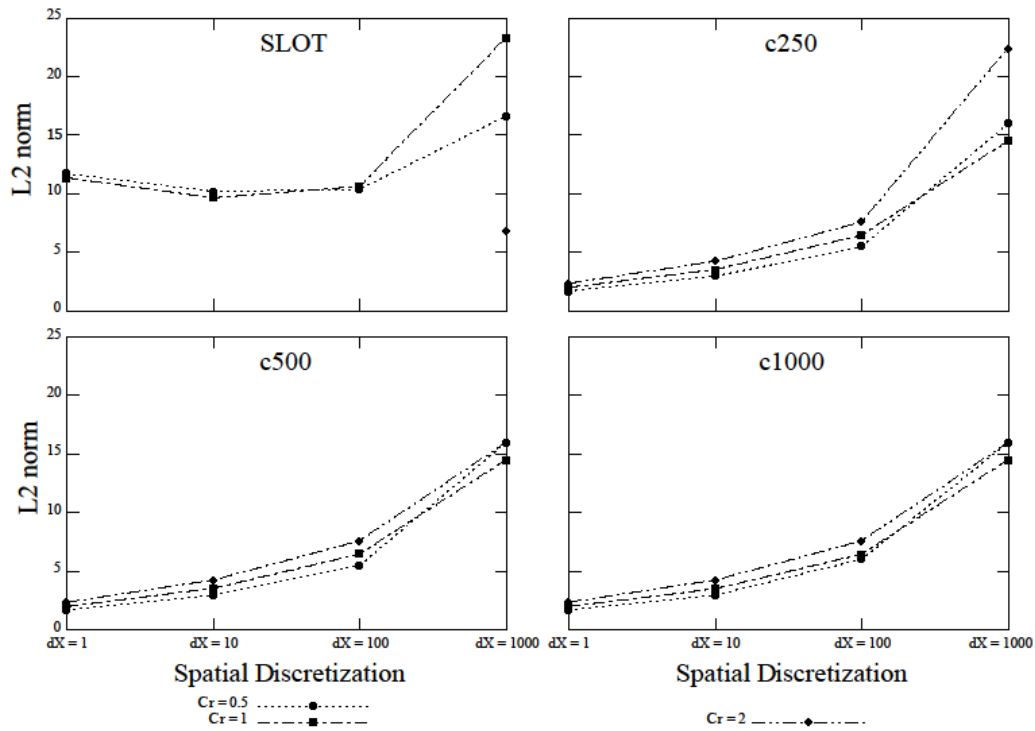 25
20
15
10
5
0
L2 norm
SLOT
c250
25
20
15
10
5
0
L2 norm
c500
c1000
dX = 1
dX = 10
dX = 100
dX = 1000
dX = 1
dX = 10
dX = 100
dX = 1000
Spatial Discretization
Spatial Discretization
Cr = 0.5
Cr = 1
Cr = 2